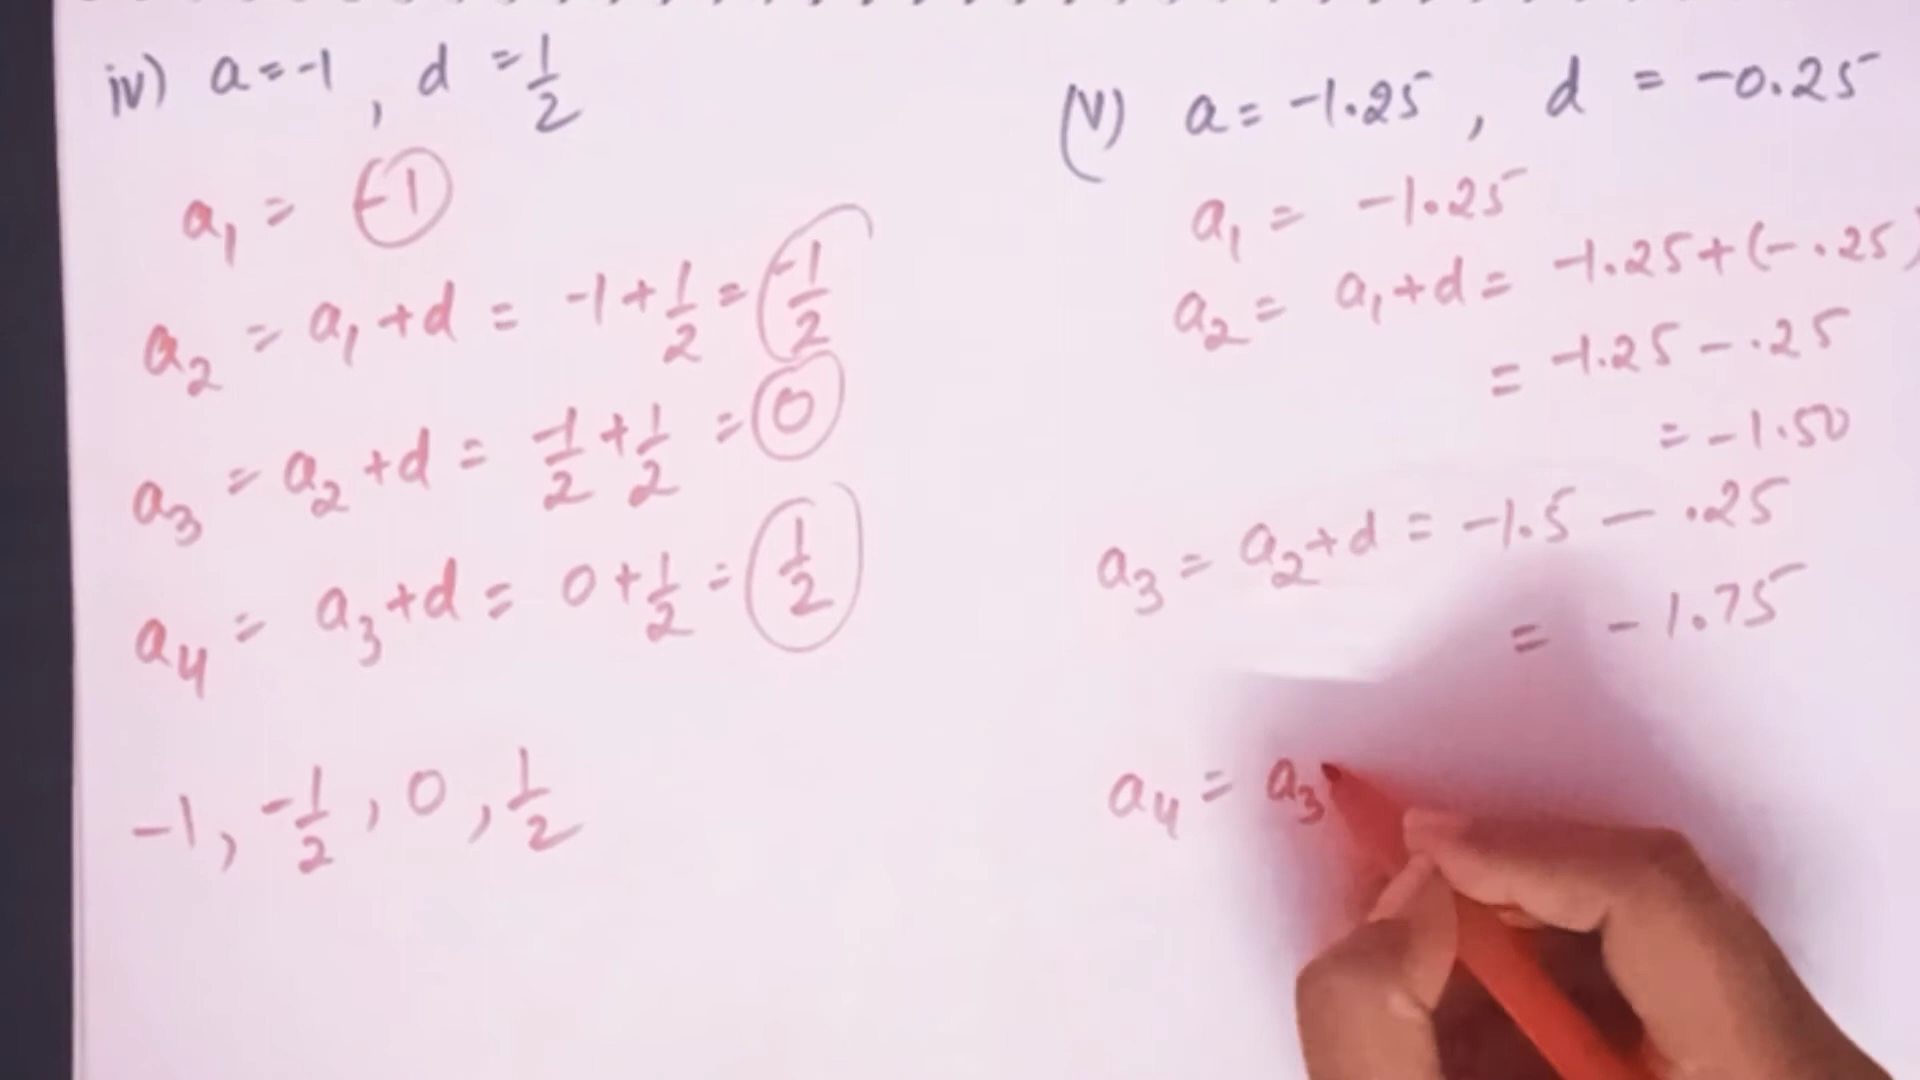 iv) a = -1 , d = 1/2
a₁ = -1
a₂ = a₁ + d = -1 + 1/2 = -1/2
a₃ = a₂ + d = -1/2 + 1/2 = 0
a₄ = a₃ + d = 0 + 1/2 = 1/2
-1, -1/2, 0, 1/2
(v) a = -1.25 , d = -0.25
a₁ = -1.25
a₂ = a₁ + d = -1.25 + (- .25)
= -1.25 - .25
= -1.50
a₃ = a₂ + d = -1.5 - .25
= -1.75
a₄ = a₃